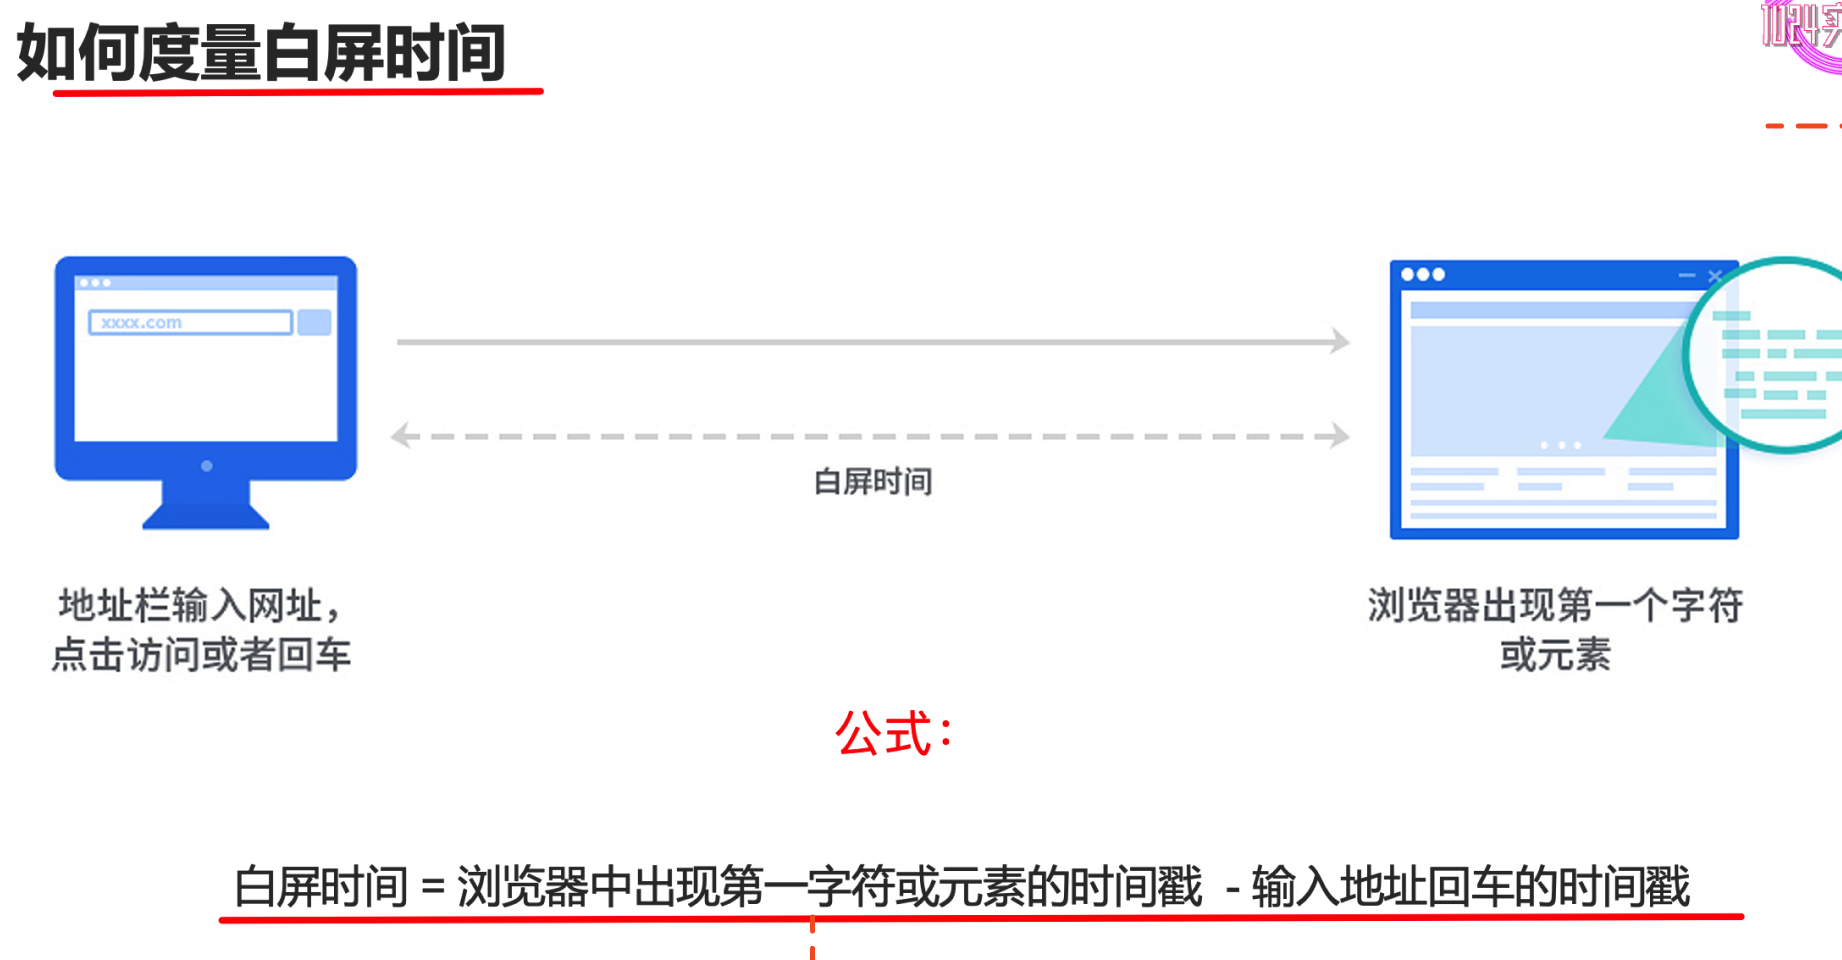 如何度量白屏时间
1024
xxxx.com
白屏时间
地址栏输入网址，
点击访问或者回车
浏览器出现第一个字符
或元素
公式：
白屏时间 = 浏览器中出现第一字符或元素的时间戳 - 输入地址回车的时间戳